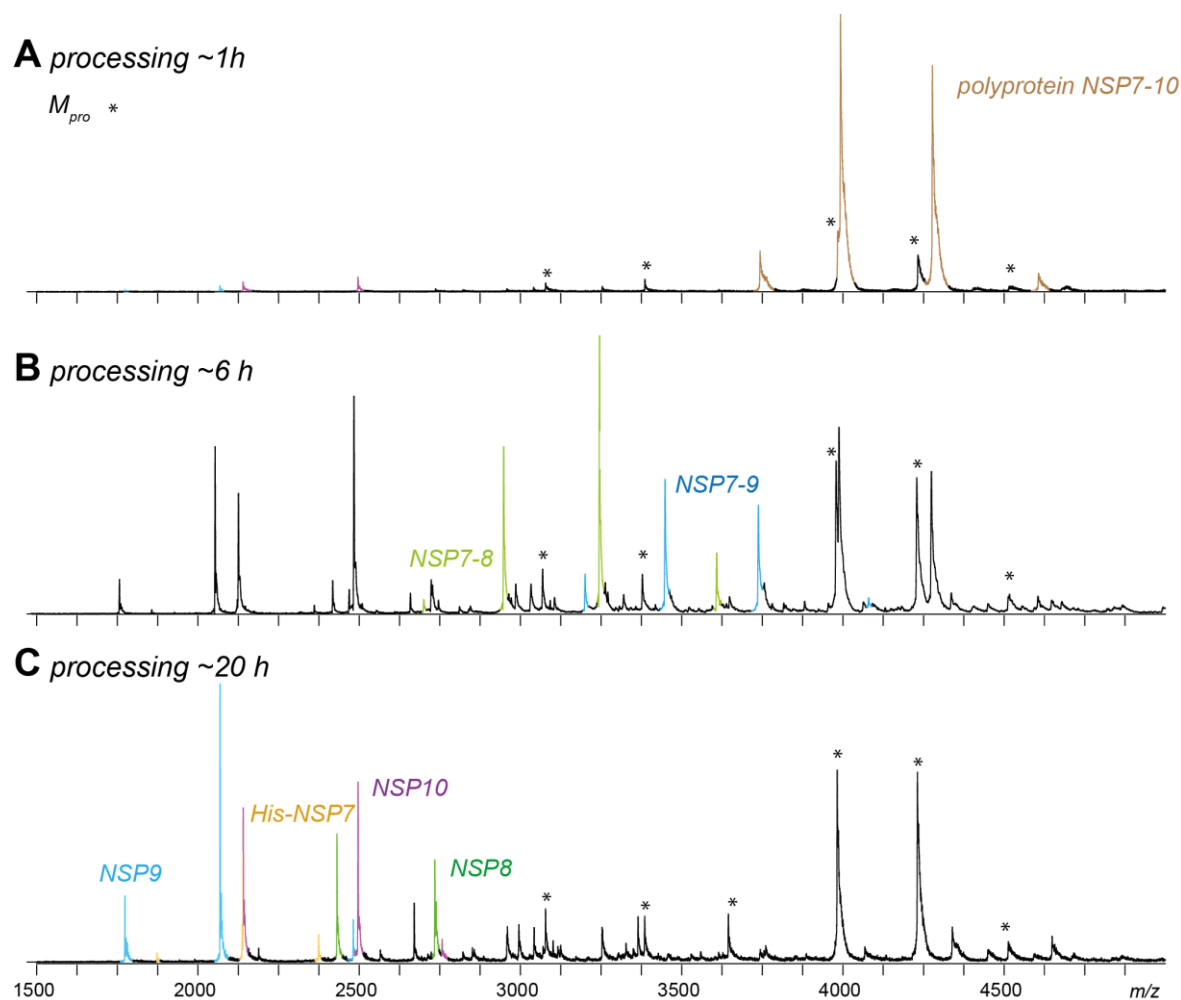 A processing ~1h
Mpro *
polyprotein NSP7-10
* * * * *
B processing ~6 h
NSP7-8
NSP7-9
* * * * *
C processing ~20 h
NSP9
His-NSP7
NSP10
NSP8
* * * * * *
1500 2000 2500 3000 3500 4000 4500 m/z